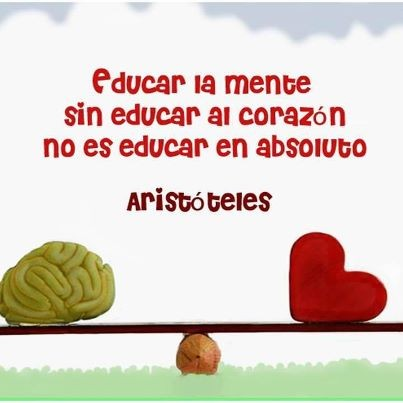 Educar la mente
sin educar al corazón
no es educar en absoluto
Aristóteles